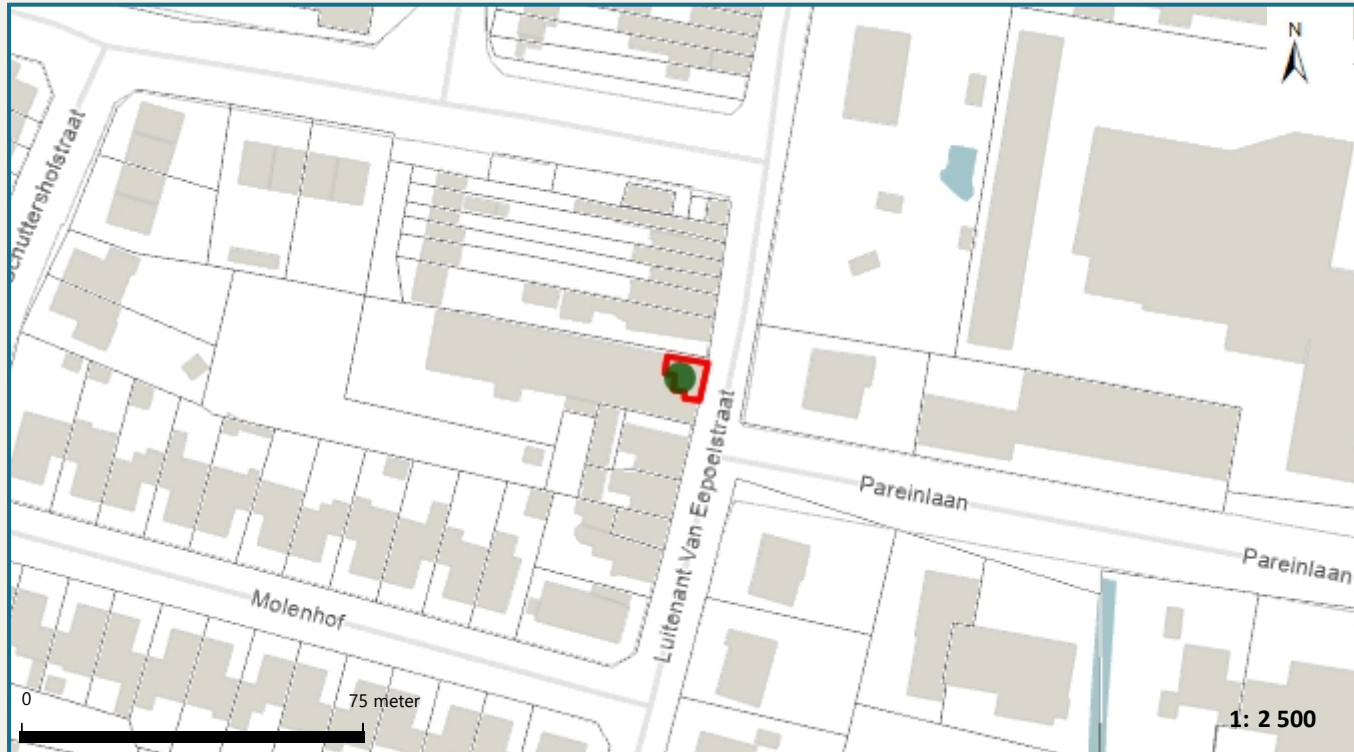 N
Schuttershofstraat
Luitenant Van Eepoelstraat
Pareinlaan
Pareinlaan
Molenhof
0 75 meter
1: 2 500